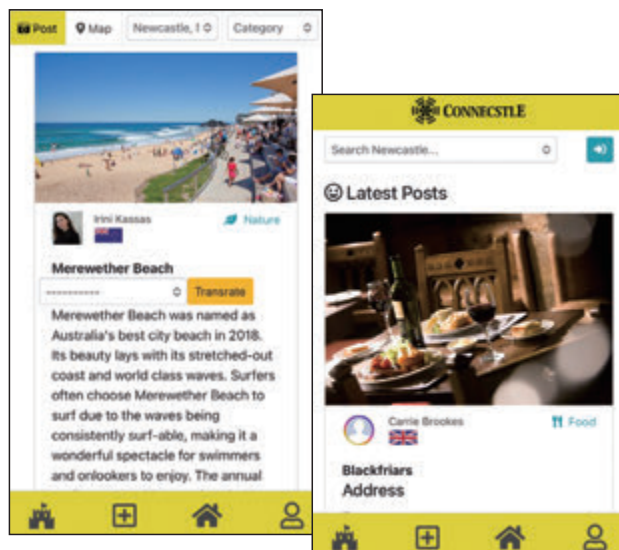 Post
Map
Newcastle, I
Category
Irini Kassas
Nature
Merewether Beach
----------
Transrate
Merewether Beach was named as
Australia's best city beach in 2018.
Its beauty lays with its stretched-out
coast and world class waves. Surfers
often choose Merewether Beach to
surf due to the waves being
consistently surf-able, making it a
wonderful spectacle for swimmers
and onlookers to enjoy. The annual
CONNECSTLE
Search Newcastle...
Latest Posts
Carrie Brookes
Food
Blackfriars
Address